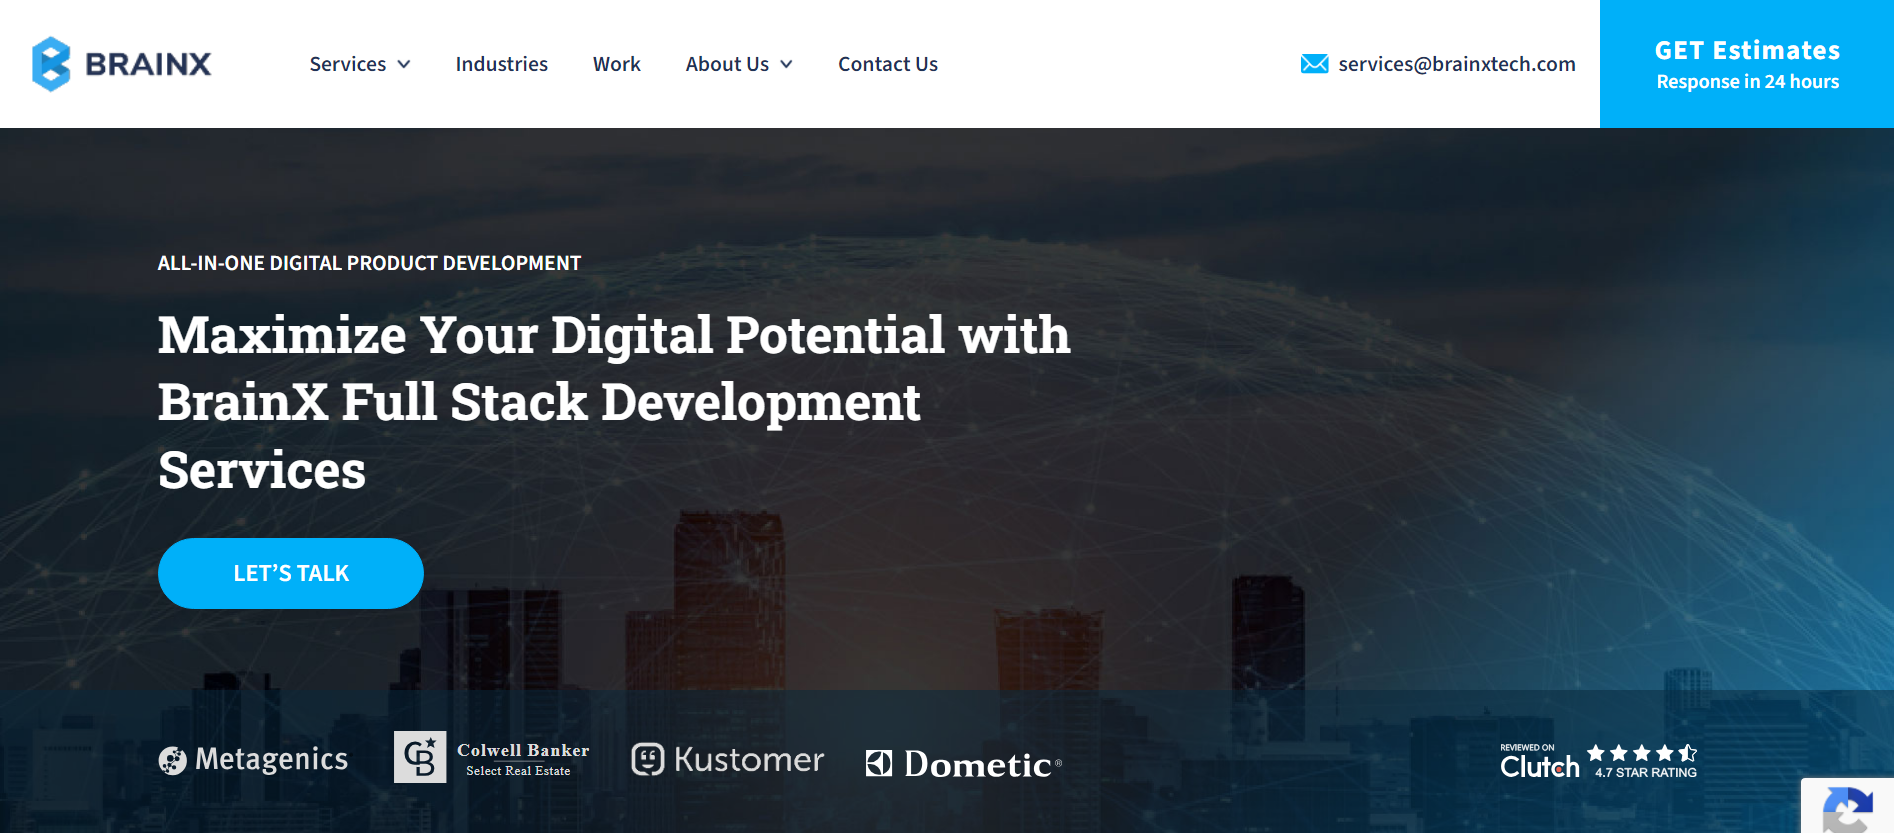 BRAINX
Services
Industries
Work
About Us
Contact Us
services@brainxtech.com
GET Estimates
Response in 24 hours
ALL-IN-ONE DIGITAL PRODUCT DEVELOPMENT
Maximize Your Digital Potential with
BrainX Full Stack Development
Services
LET’S TALK
Metagenics
CB
Colwell Banker
Select Real Estate
Kustomer
Dometic®
REVIEWED ON
Clutch
4.7 STAR RATING